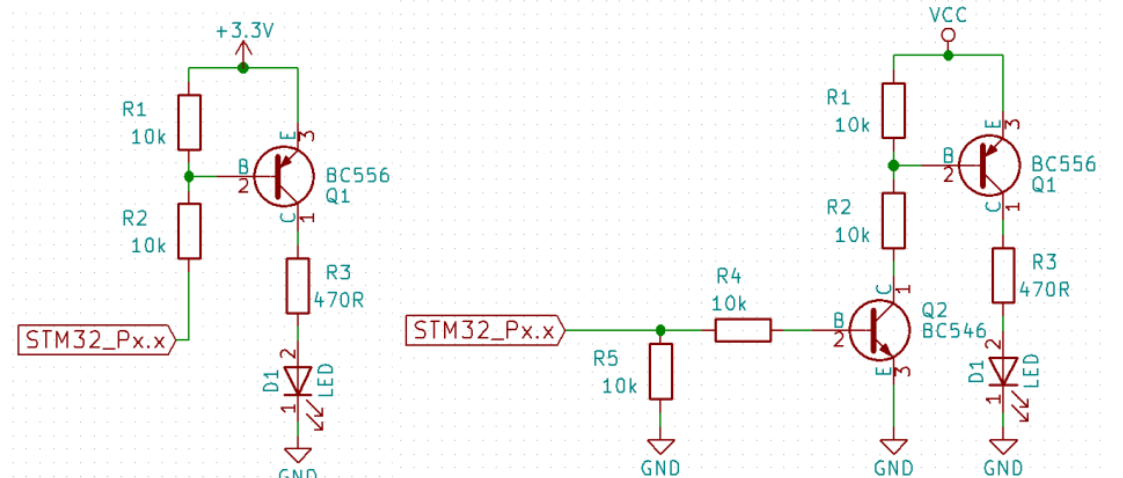 +3.3V
R1
10k
E
3
B
2
BC556
Q1
R2
10k
C
1
R3
470R
STM32_Px.x
2
D1
LED
1
GND
VCC
R1
10k
E
3
B
2
BC556
Q1
R2
10k
C
1
R3
470R
R4
10k
C
1
Q2
BC546
STM32_Px.x
B
2
R5
10k
E
3
2
D1
LED
1
GND
GND
GND